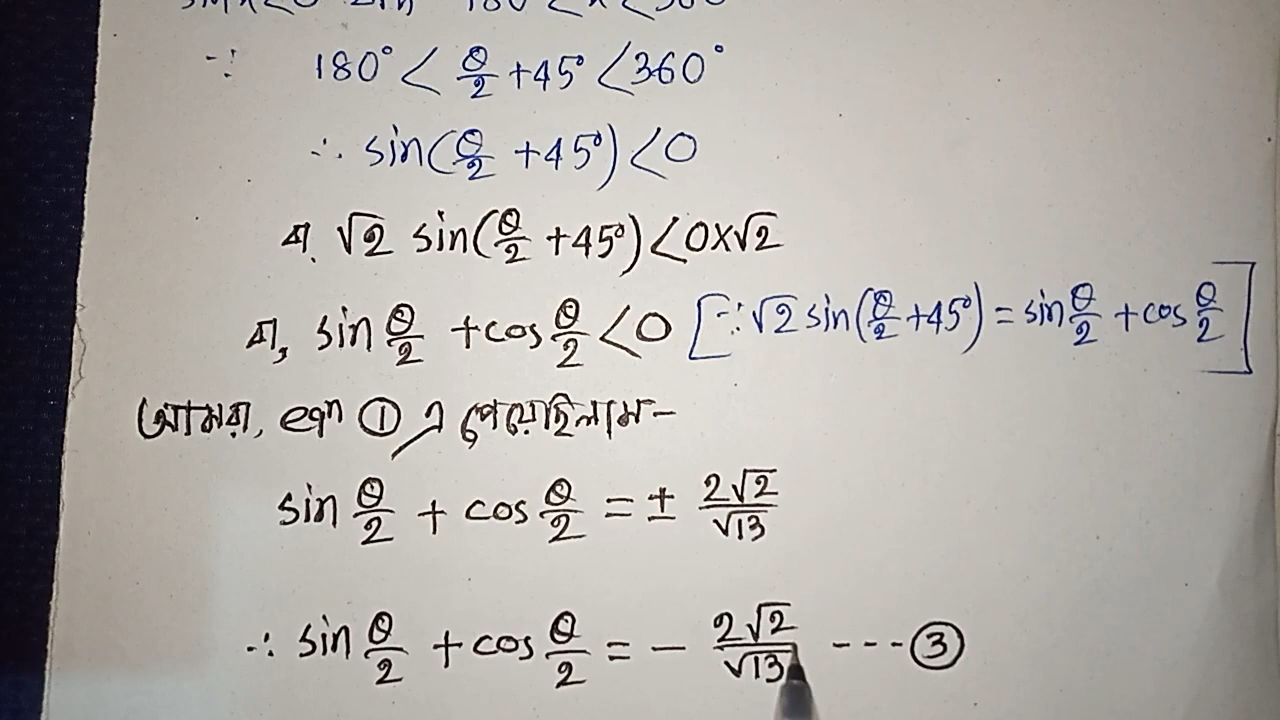 ∵ 180° < θ/2 + 45° < 360°
∴ sin(θ/2 + 45°) < 0
বা, √2 sin(θ/2 + 45°) < 0×√2
বা, sin θ/2 + cos θ/2 < 0 [∵ √2 sin(θ/2 + 45°) = sin θ/2 + cos θ/2]
আমরা, eqn ① এ পেয়েছিলাম-
sin θ/2 + cos θ/2 = ± 2√2/√13
∴ sin θ/2 + cos θ/2 = - 2√2/√13 ---③